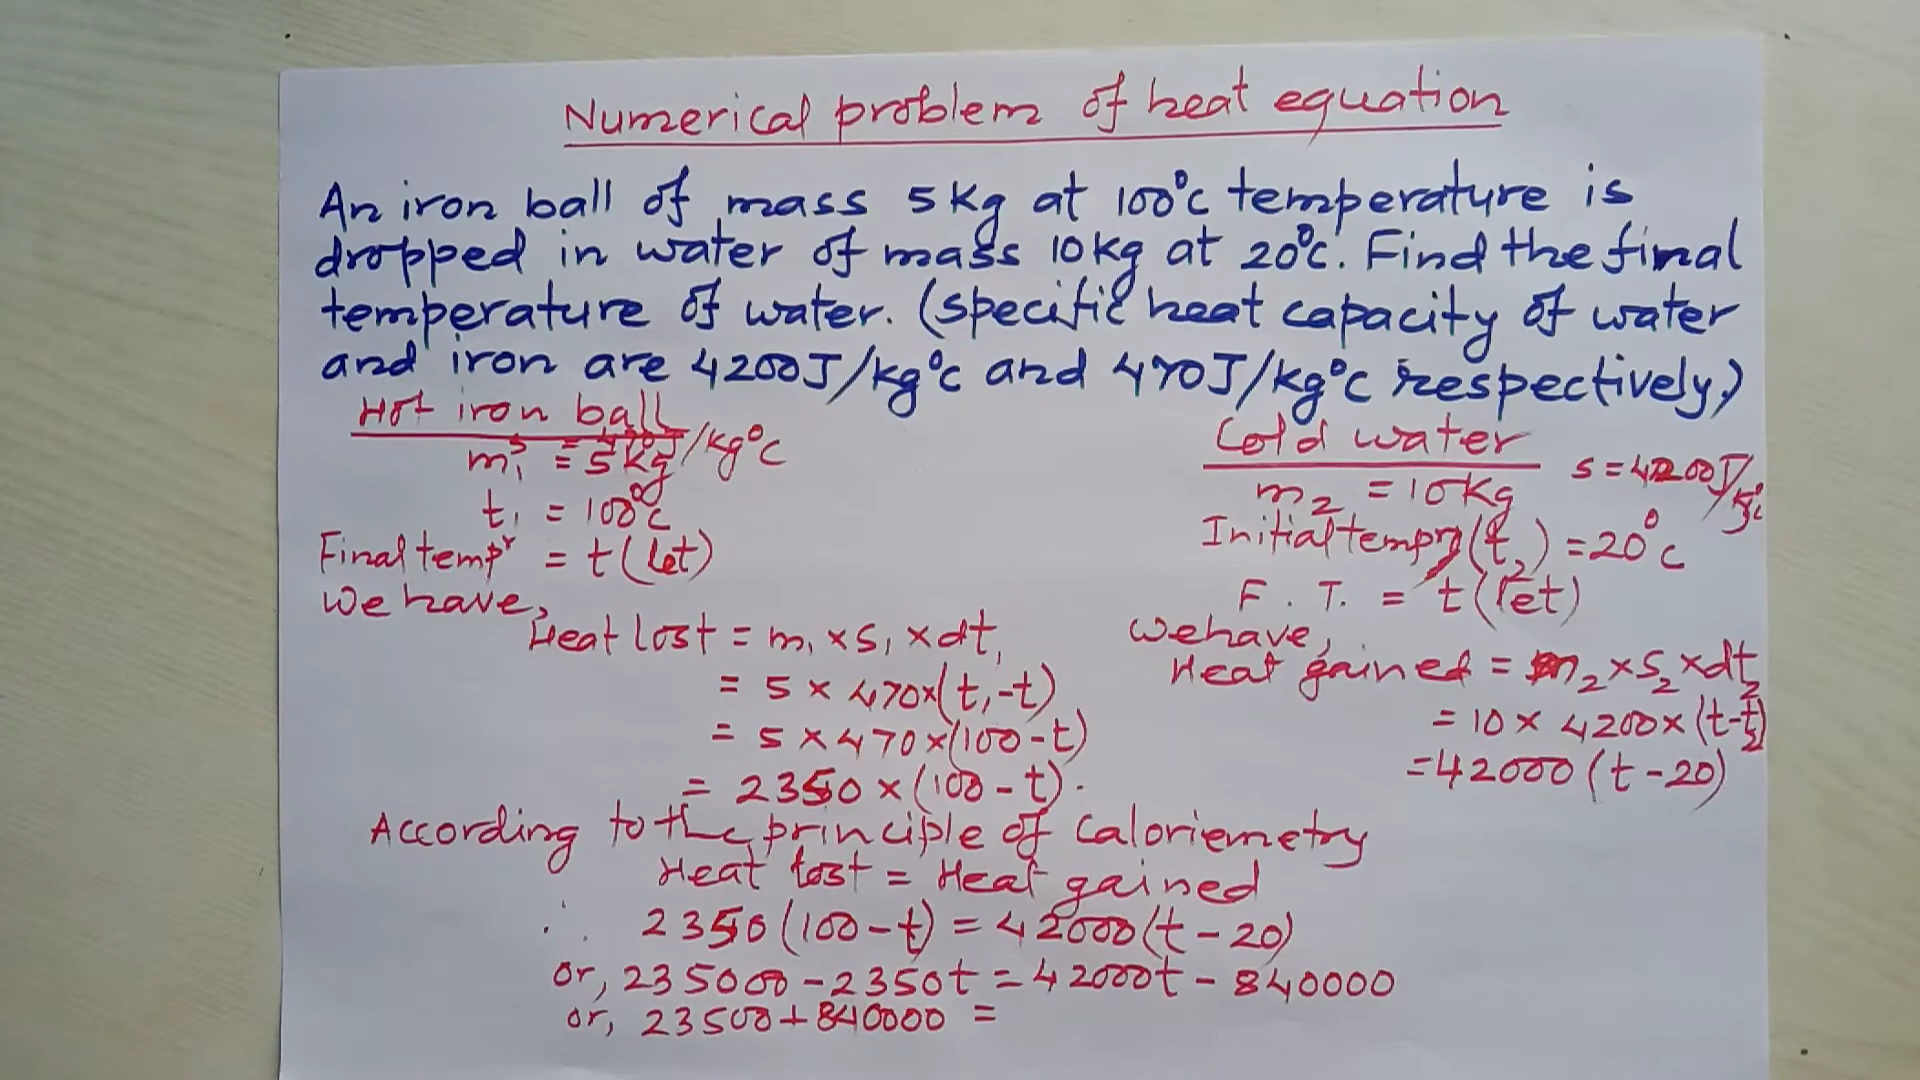 Numerical problem of heat equation
An iron ball of mass 5kg at 100°c temperature is
dropped in water of mass 10kg at 20°c. Find the final
temperature of water. (specific heat capacity of water
and iron are 4200J/kg°c and 470J/kg°c respectively.)
Hot iron ball
m₁ = 5kg /kg°c
t₁ = 100°c
Final tempʳ = t (let)
We have,
Heat lost = m₁ × s₁ × dt₁
= 5 × 470×(t₁-t)
= 5 × 470 ×(100-t)
= 2350 × (100 - t).
Cold water
s = 4200J/kg°c
m₂ = 10kg
Initial temp (t₂) = 20°c
F. T. = t (let)
We have,
Heat gained = m₂ × s₂ × dt₂
= 10 × 4200 × (t-t₂)
= 42000 (t - 20)
According to the principle of caloriemetry
Heat lost = Heat gained
∴ 2350 (100-t) = 42000 (t - 20)
or, 235000 - 2350t = 42000t - 840000
or, 23500 + 840000 =